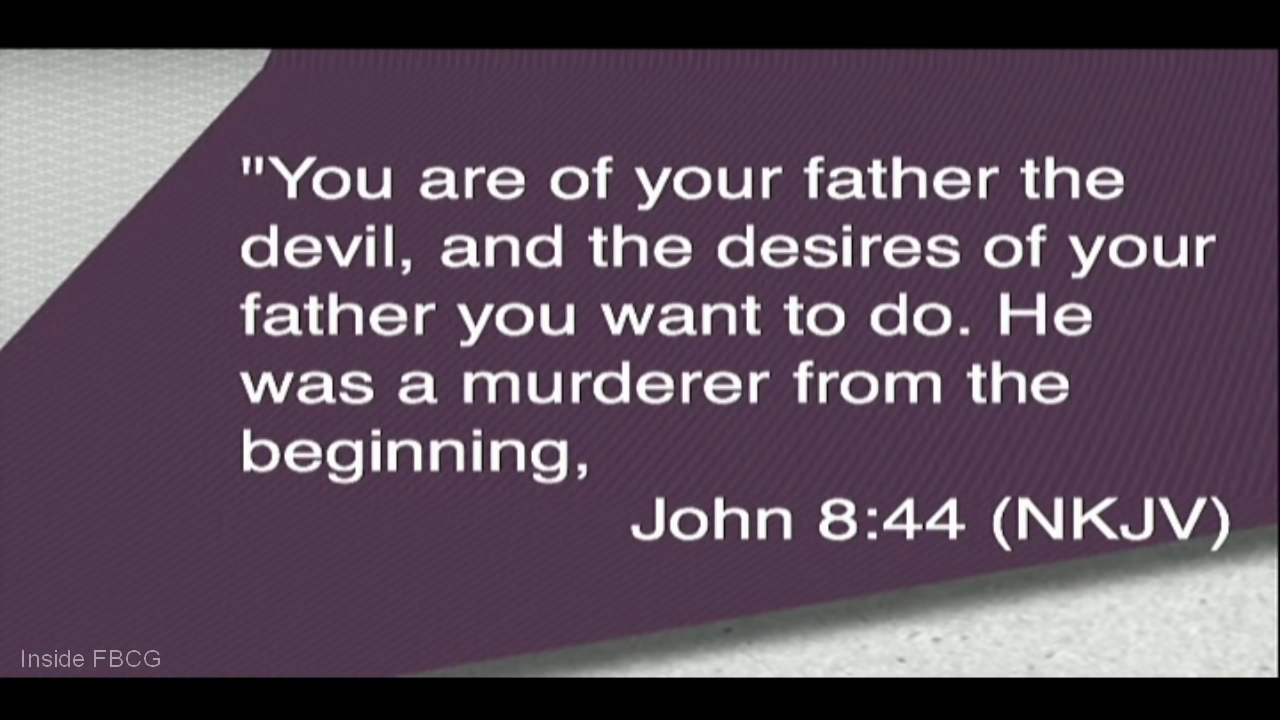 "You are of your father the
devil, and the desires of your
father you want to do. He
was a murderer from the
beginning,
John 8:44 (NKJV)
Inside FBCG